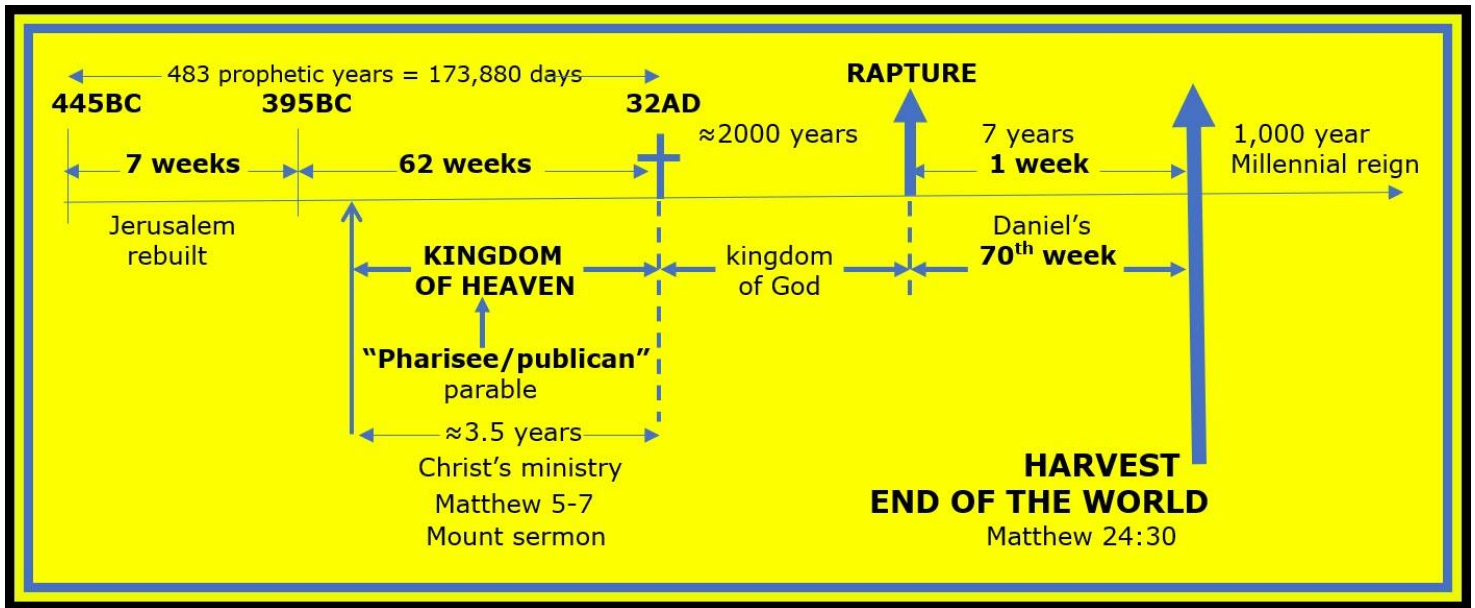 483 prophetic years = 173,880 days
RAPTURE
445BC 395BC 32AD
≈2000 years
7 years
1,000 year
7 weeks 62 weeks 1 week Millennial reign
Jerusalem
rebuilt
KINGDOM
OF HEAVEN
kingdom
of God
Daniel’s
70th week
“Pharisee/publican”
parable
≈3.5 years
Christ’s ministry
Matthew 5-7
Mount sermon
HARVEST
END OF THE WORLD
Matthew 24:30